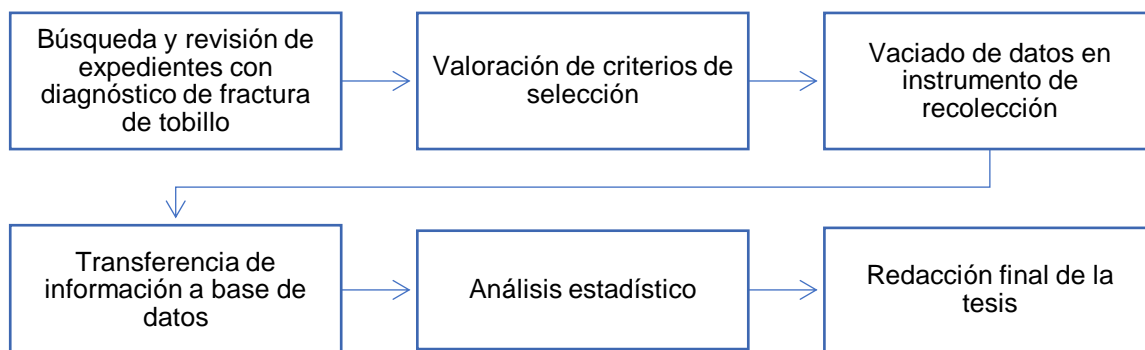 Búsqueda y revisión de
expedientes con
diagnóstico de fractura
de tobillo
Valoración de criterios de
selección
Vaciado de datos en
instrumento de
recolección
Transferencia de
información a base de
datos
Análisis estadístico
Redacción final de la
tesis